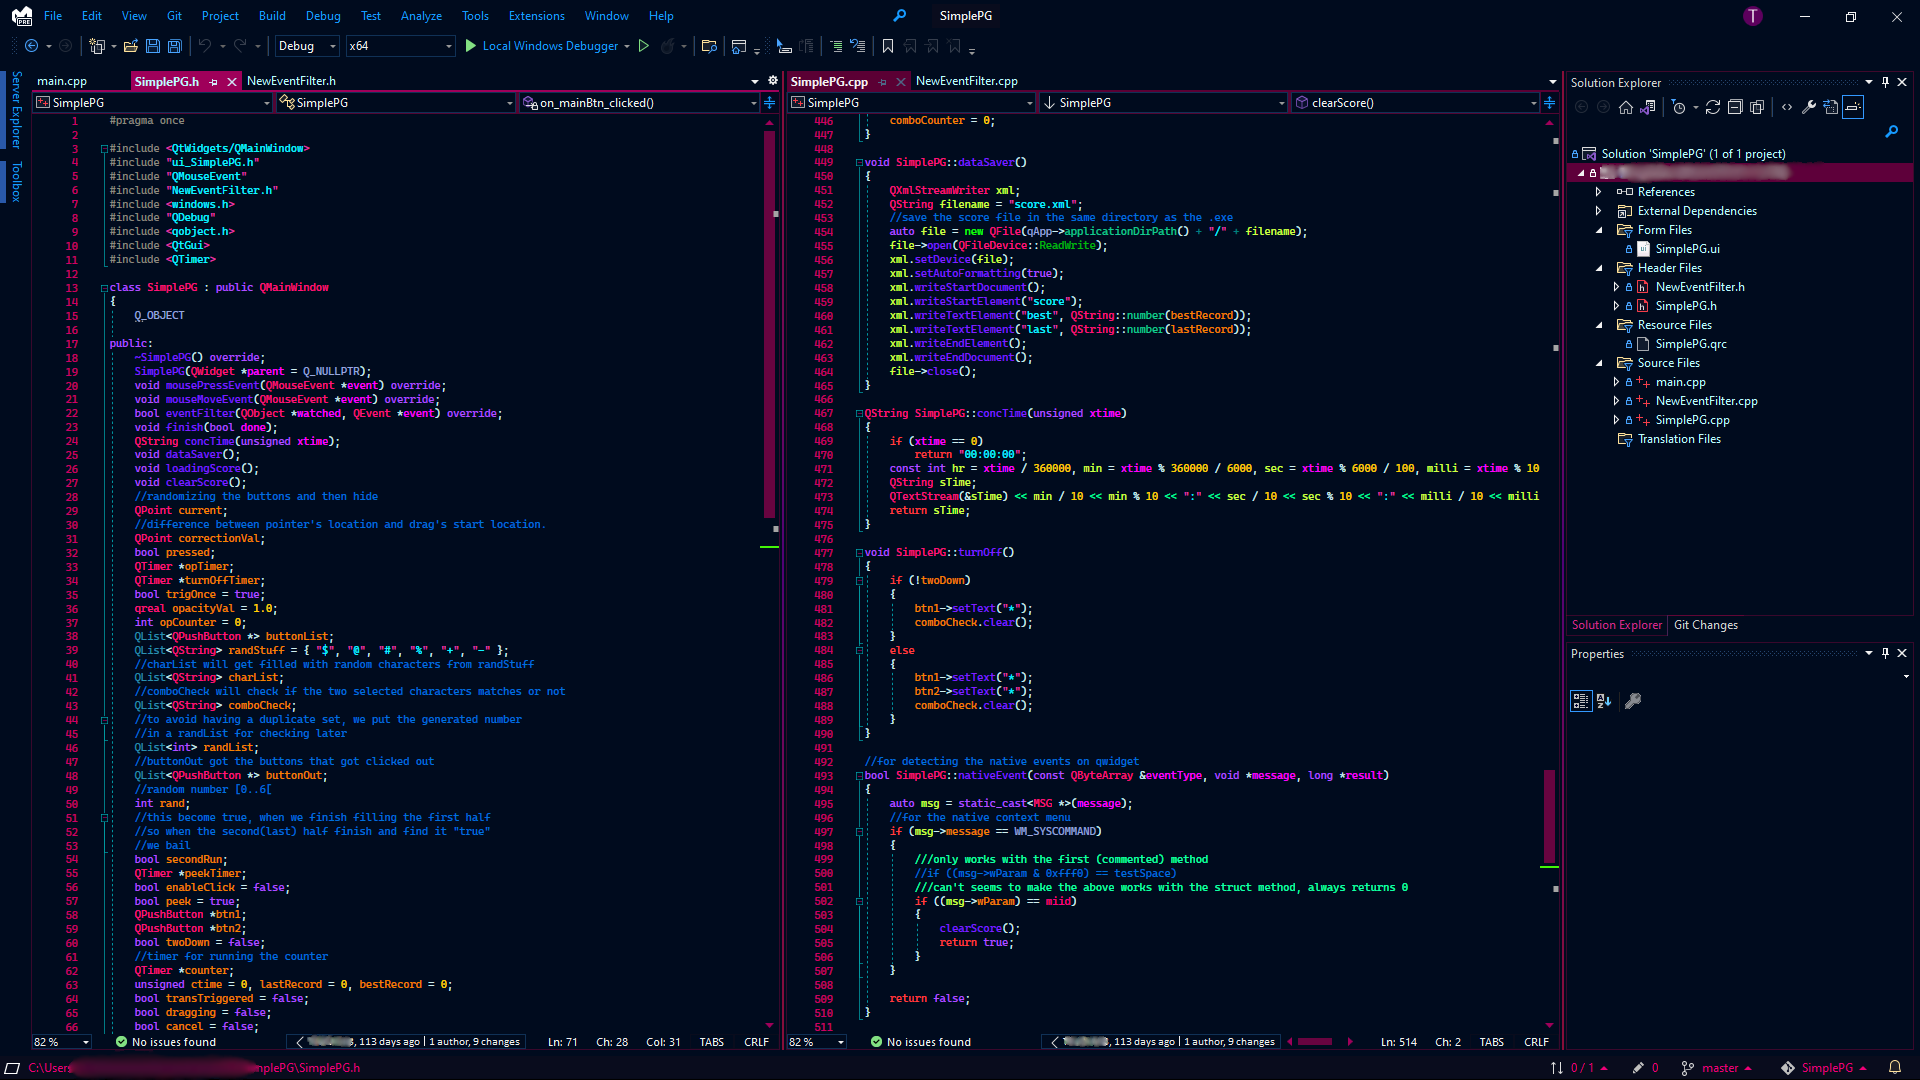 File Edit View Git Project Build Debug Test Analyze Tools Extensions Window Help SimplePG T
Debug x64 Local Windows Debugger
Server Explorer
Toolbox
main.cpp SimplePG.h NewEventFilter.h
SimplePG SimplePG on_mainBtn_clicked()
1 #pragma once
2
3 #include <QtWidgets/QMainWindow>
4 #include "ui_SimplePG.h"
5 #include "QMouseEvent"
6 #include "NewEventFilter.h"
7 #include <windows.h>
8 #include "QDebug"
9 #include <qobject.h>
10 #include <QtGui>
11 #include <QTimer>
12
13 class SimplePG : public QMainWindow
14 {
15 Q_OBJECT
16
17 public:
18 ~SimplePG() override;
19 SimplePG(QWidget *parent = Q_NULLPTR);
20 void mousePressEvent(QMouseEvent *event) override;
21 void mouseMoveEvent(QMouseEvent *event) override;
22 bool eventFilter(QObject *watched, QEvent *event) override;
23 void finish(bool done);
24 QString concTime(unsigned xtime);
25 void dataSaver();
26 void loadingScore();
27 void clearScore();
28 //randomizing the buttons and then hide
29 QPoint current;
30 //difference between pointer's location and drag's start location.
31 QPoint correctionVal;
32 bool pressed;
33 QTimer *opTimer;
34 QTimer *turnOffTimer;
35 bool trigOnce = true;
36 qreal opacityVal = 1.0;
37 int opCounter = 0;
38 QList<QPushButton *> buttonList;
39 QList<QString> randStuff = { "$", "@", "#", "%", "+", "-" };
40 //charList will get filled with random characters from randStuff
41 QList<QString> charList;
42 //comboCheck will check if the two selected characters matches or not
43 QList<QString> comboCheck;
44 //to avoid having a duplicate set, we put the generated number
45 //in a randList for checking later
46 QList<int> randList;
47 //buttonOut got the buttons that got clicked out
48 QList<QPushButton *> buttonOut;
49 //random number [0..6[
50 int rand;
51 //this become true, when we finish filling the first half
52 //so when the second(last) half finish and find it "true"
53 //we bail
54 bool secondRun;
55 QTimer *peekTimer;
56 bool enableClick = false;
57 bool peek = true;
58 QPushButton *btn1;
59 QPushButton *btn2;
60 bool twoDown = false;
61 //timer for running the counter
62 QTimer *counter;
63 unsigned ctime = 0, lastRecord = 0, bestRecord = 0;
64 bool transTriggered = false;
65 bool dragging = false;
66 bool cancel = false;
82 % No issues found 113 days ago | 1 author, 9 changes Ln: 71 Ch: 28 Col: 31 TABS CRLF
SimplePG.cpp NewEventFilter.cpp
SimplePG SimplePG clearScore()
446 comboCounter = 0;
447 }
448
449 void SimplePG::dataSaver()
450 {
451 QXmlStreamWriter xml;
452 QString filename = "score.xml";
453 //save the score file in the same directory as the .exe
454 auto file = new QFile(qApp->applicationDirPath() + "/" + filename);
455 file->open(QFileDevice::ReadWrite);
456 xml.setDevice(file);
457 xml.setAutoFormatting(true);
458 xml.writeStartDocument();
459 xml.writeStartElement("score");
460 xml.writeTextElement("best", QString::number(bestRecord));
461 xml.writeTextElement("last", QString::number(lastRecord));
462 xml.writeEndElement();
463 xml.writeEndDocument();
464 file->close();
465 }
466
467 QString SimplePG::concTime(unsigned xtime)
468 {
469 if (xtime == 0)
470 return "00:00:00";
471 const int hr = xtime / 360000, min = xtime % 360000 / 6000, sec = xtime % 6000 / 100, milli = xtime % 10
472 QString sTime;
473 QTextStream(&sTime) << min / 10 << min % 10 << ":" << sec / 10 << sec % 10 << ":" << milli / 10 << milli
474 return sTime;
475 }
476
477 void SimplePG::turnOff()
478 {
479 if (!twoDown)
480 {
481 btn1->setText("*");
482 comboCheck.clear();
483 }
484 else
485 {
486 btn1->setText("*");
487 btn2->setText("*");
488 comboCheck.clear();
489 }
490 }
491
492 //for detecting the native events on qwidget
493 bool SimplePG::nativeEvent(const QByteArray &eventType, void *message, long *result)
494 {
495 auto msg = static_cast<MSG *>(message);
496 //for the native context menu
497 if (msg->message == WM_SYSCOMMAND)
498 {
499 ///only works with the first (commented) method
500 //if ((msg->wParam & 0xfff0) == testSpace)
501 ///can't seems to make the above works with the struct method, always returns 0
502 if ((msg->wParam) == miid)
503 {
504 clearScore();
505 return true;
506 }
507 }
508
509 return false;
510 }
511
82 % No issues found 113 days ago | 1 author, 9 changes Ln: 514 Ch: 2 TABS CRLF
Solution Explorer
Solution 'SimplePG' (1 of 1 project)
References
External Dependencies
Form Files
SimplePG.ui
Header Files
NewEventFilter.h
SimplePG.h
Resource Files
SimplePG.qrc
Source Files
main.cpp
NewEventFilter.cpp
SimplePG.cpp
Translation Files
Solution Explorer Git Changes
Properties
C:\Users mplePG\SimplePG.h 0 / 1 0 master SimplePG